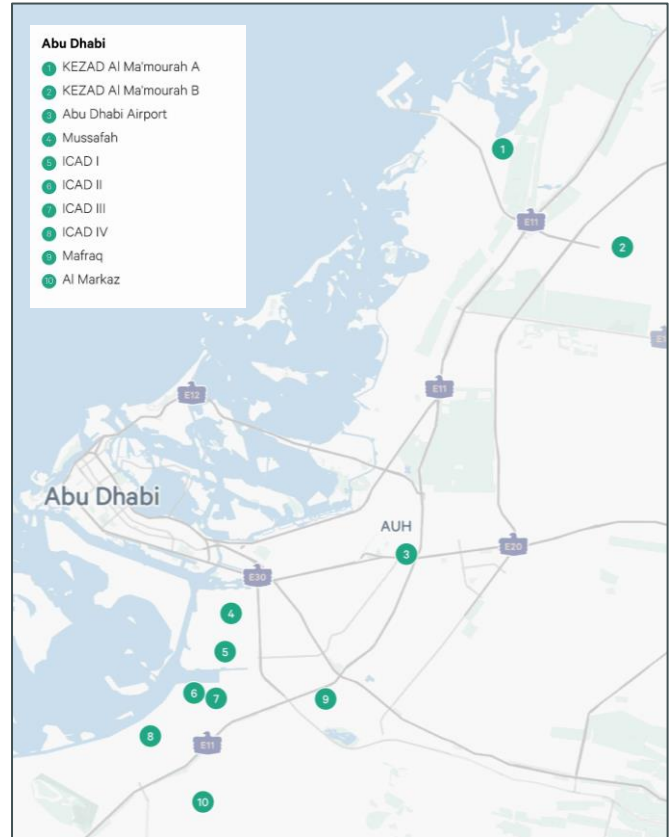 Abu Dhabi
1 KEZAD Al Ma'mourah A
2 KEZAD Al Ma'mourah B
3 Abu Dhabi Airport
4 Mussafah
5 ICAD I
6 ICAD II
7 ICAD III
8 ICAD IV
9 Mafraq
10 Al Markaz
1
E11
2
E11
E12
Abu Dhabi
AUH
3
E20
E30
4
5
6
7
9
8
E11
10